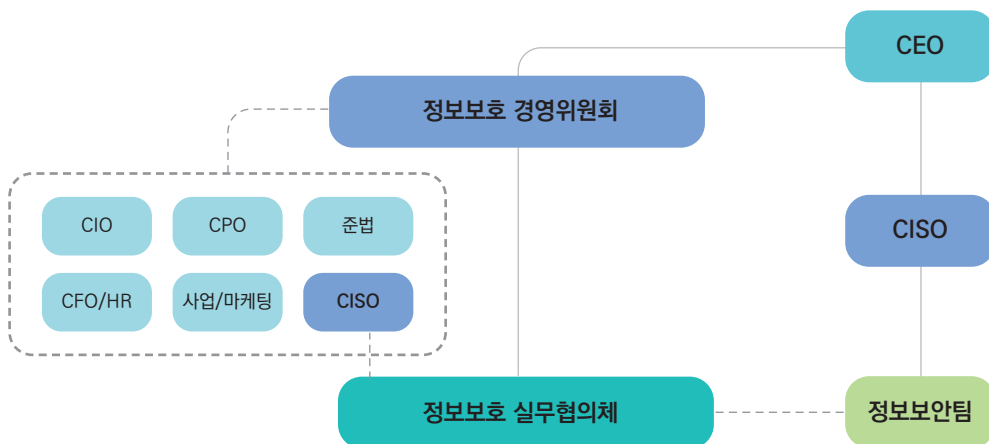 CEO
정보보호 경영위원회
CIO
CPO
준법
CISO
CFO/HR
사업/마케팅
CISO
정보보호 실무협의체
정보보안팀